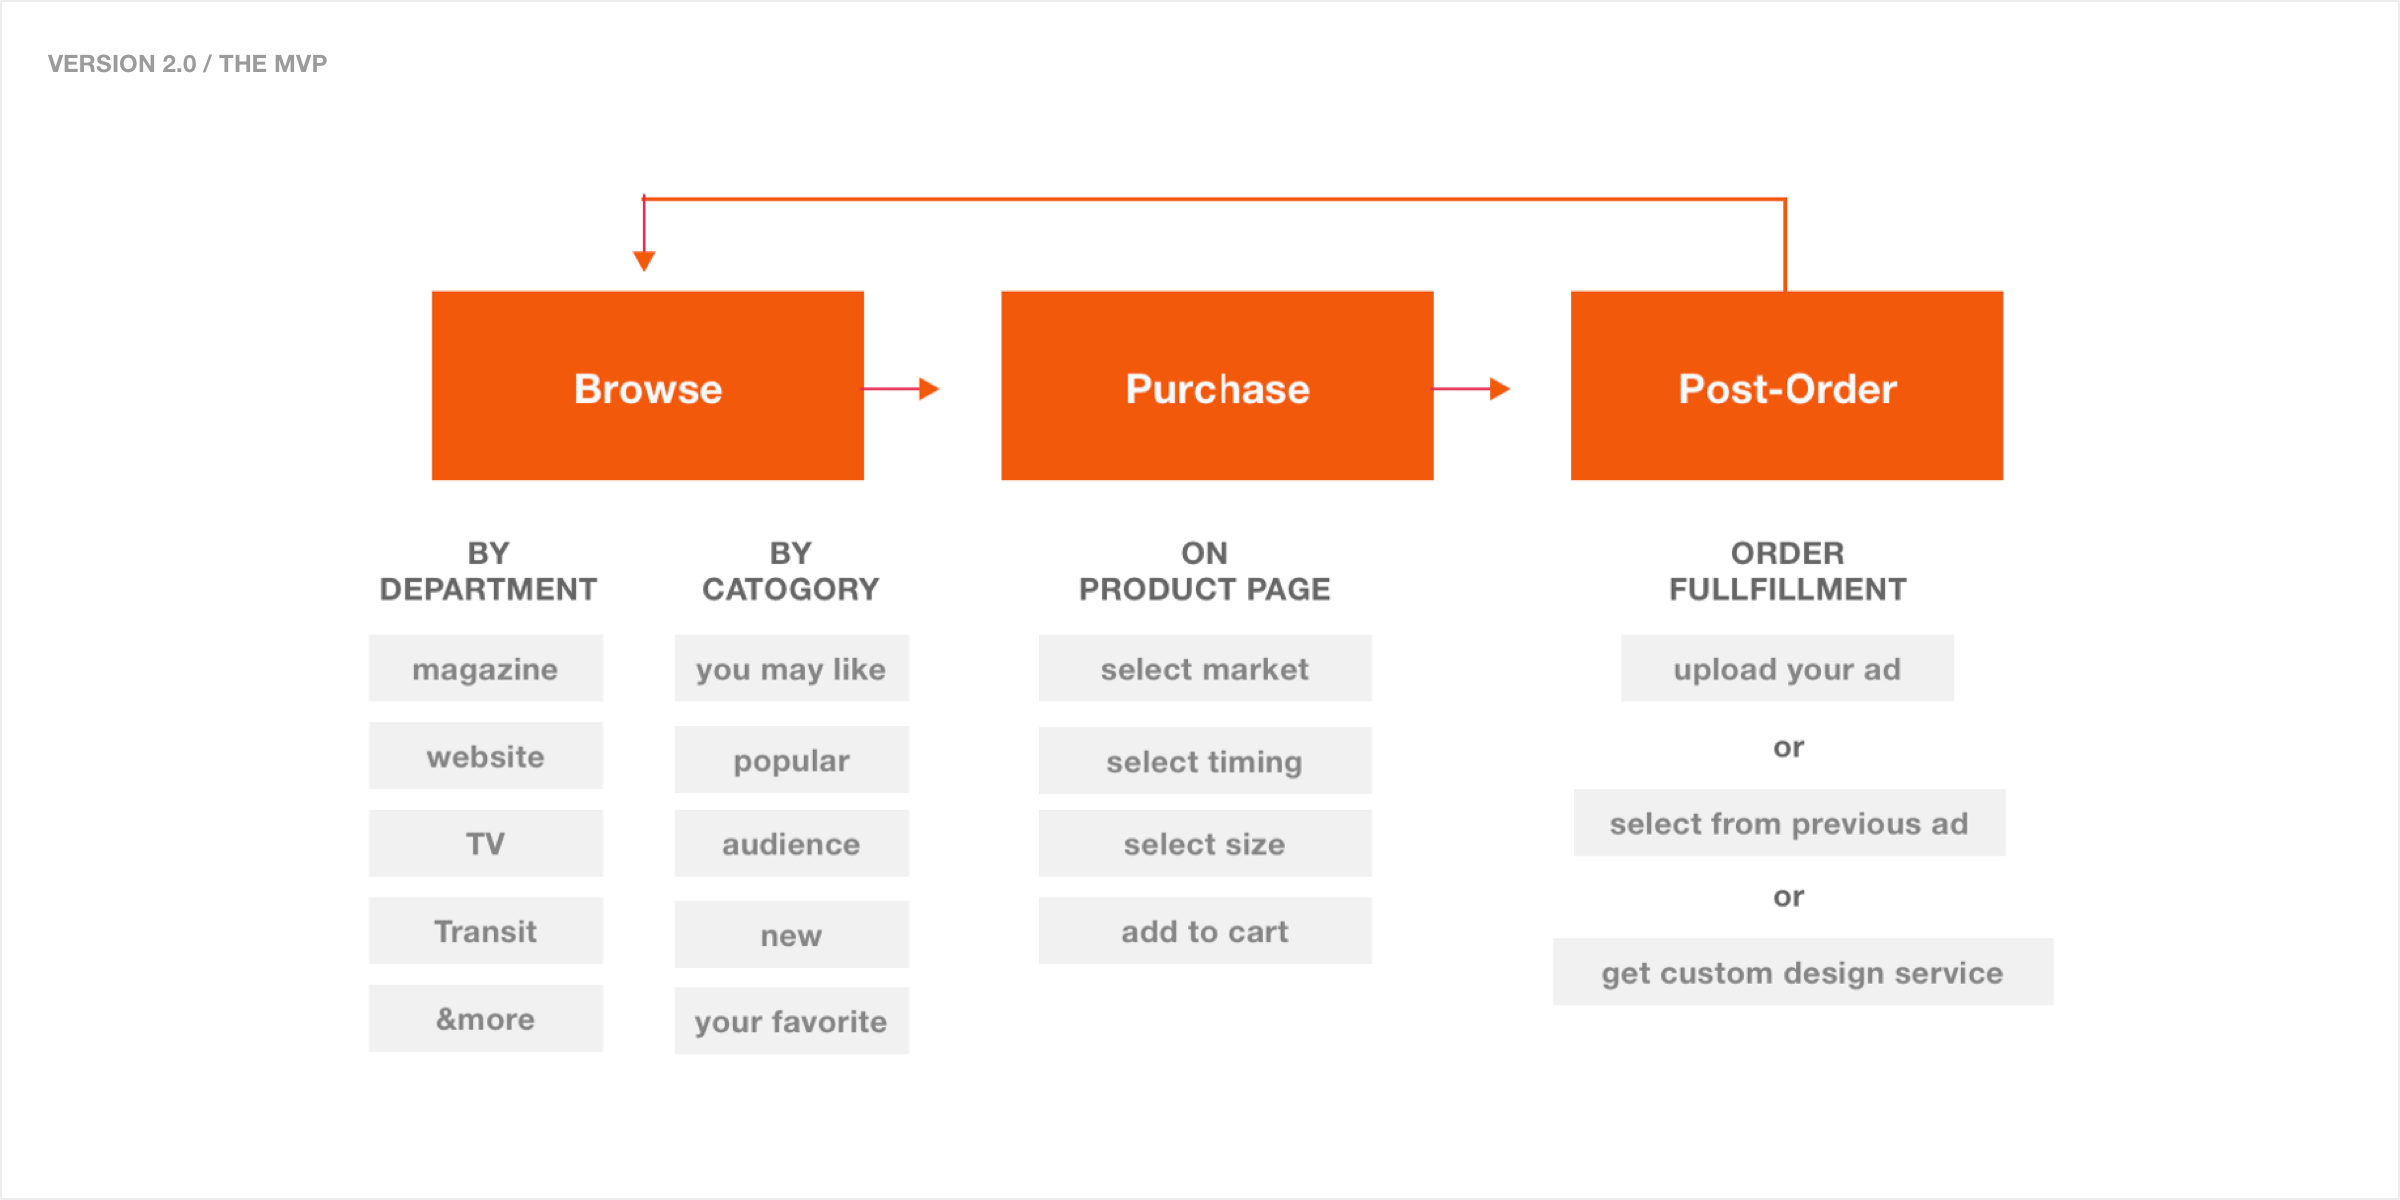 VERSION 2.0 / THE MVP
Browse
Purchase
Post-Order
BY
DEPARTMENT
magazine
website
TV
Transit
&more
BY
CATOGORY
you may like
popular
audience
new
your favorite
ON
PRODUCT PAGE
select market
select timing
select size
add to cart
ORDER
FULLFILLMENT
upload your ad
or
select from previous ad
or
get custom design service